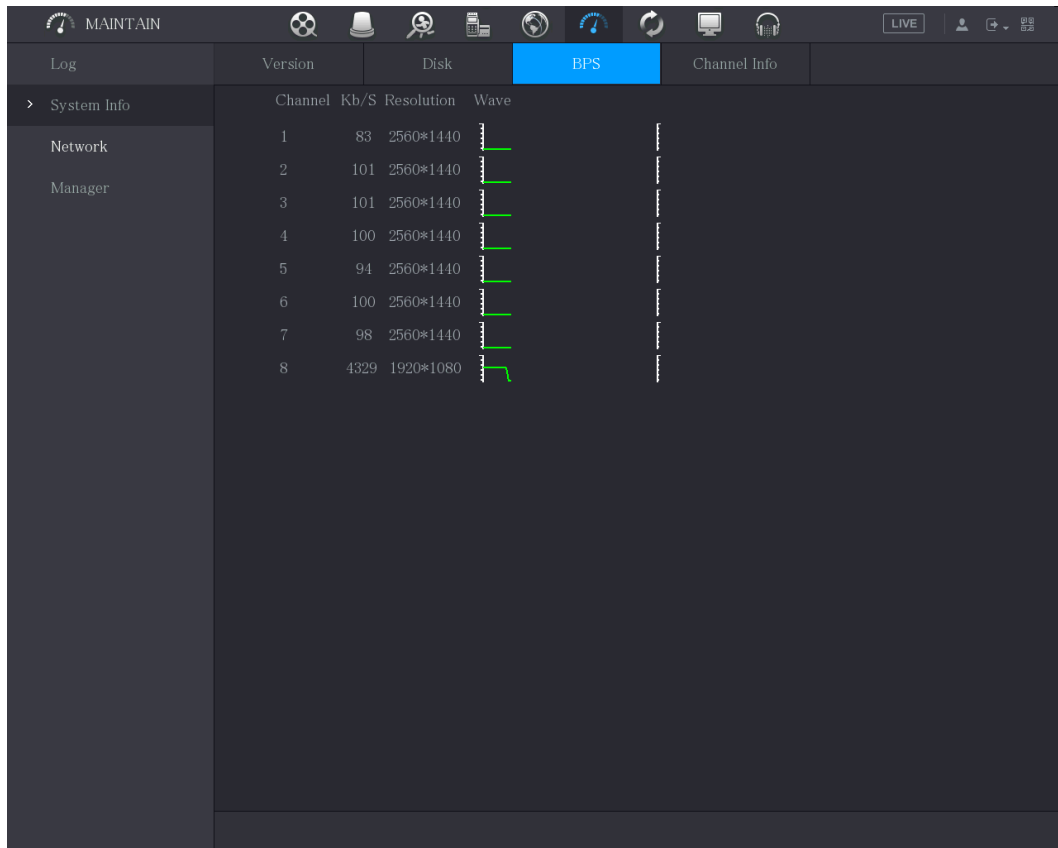 MAINTAIN LIVE
Log
System Info
Network
Manager
Version Disk BPS Channel Info
Channel Kb/S Resolution Wave
1 83 2560*1440
2 101 2560*1440
3 101 2560*1440
4 100 2560*1440
5 94 2560*1440
6 100 2560*1440
7 98 2560*1440
8 4329 1920*1080